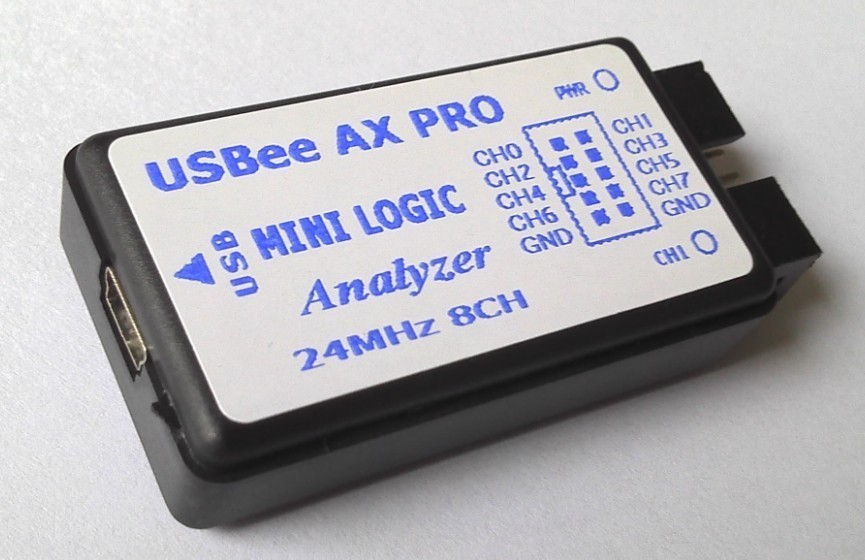 USBee AX PRO
USB
MINI LOGIC
Analyzer
24MHz 8CH
PWR
CH0 CH1
CH2 CH3
CH4 CH5
CH6 CH7
GND GND
CH1